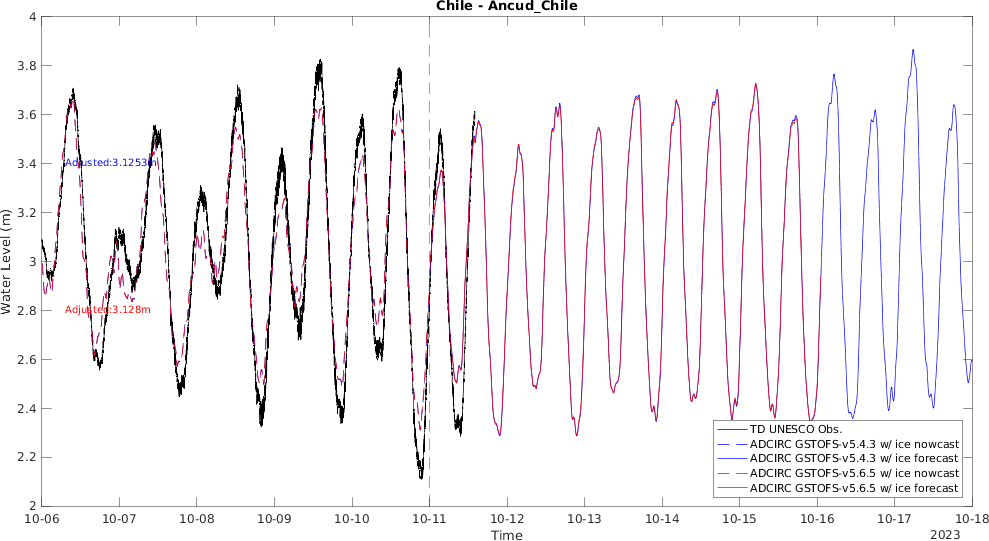 Chile - Ancud_Chile
4
3.8
3.6
3.4
3.2
3
2.8
2.6
2.4
2.2
2
Water Level (m)
Adjusted:3.1253m
Adjusted:3.128m
TD UNESCO Obs.
ADCIRC GSTOFS-v5.4.3 w/ ice nowcast
ADCIRC GSTOFS-v5.4.3 w/ ice forecast
ADCIRC GSTOFS-v5.6.5 w/ ice nowcast
ADCIRC GSTOFS-v5.6.5 w/ ice forecast
10-06 10-07 10-08 10-09 10-10 10-11 10-12 10-13 10-14 10-15 10-16 10-17 10-18
Time
2023